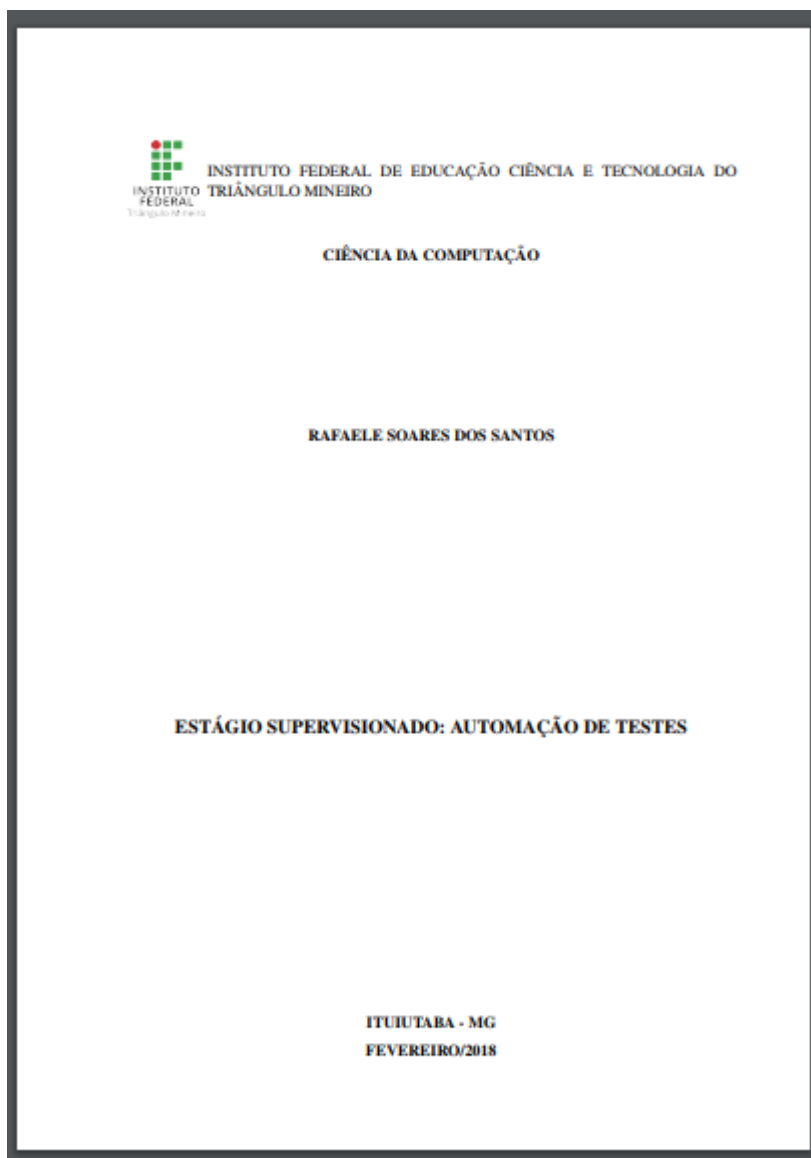 INSTITUTO FEDERAL DE EDUCAÇÃO CIÊNCIA E TECNOLOGIA DO
TRIÂNGULO MINEIRO
INSTITUTO
FEDERAL
Triângulo Mineiro
CIÊNCIA DA COMPUTAÇÃO
RAFAELE SOARES DOS SANTOS
ESTÁGIO SUPERVISIONADO: AUTOMAÇÃO DE TESTES
ITUIUTABA - MG
FEVEREIRO/2018